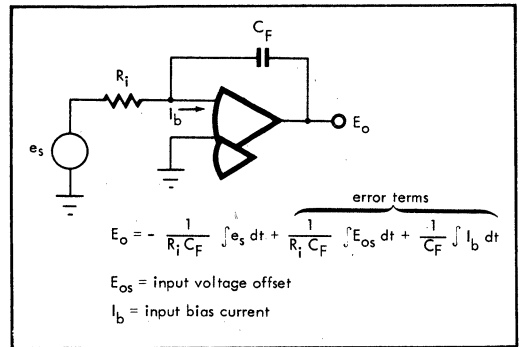 C_F
R_i
I_b
e_s
E_o
error terms
E_o = - 1/(R_i C_F) ∫e_s dt + 1/(R_i C_F) ∫E_os dt + 1/C_F ∫ I_b dt
E_os = input voltage offset
I_b = input bias current